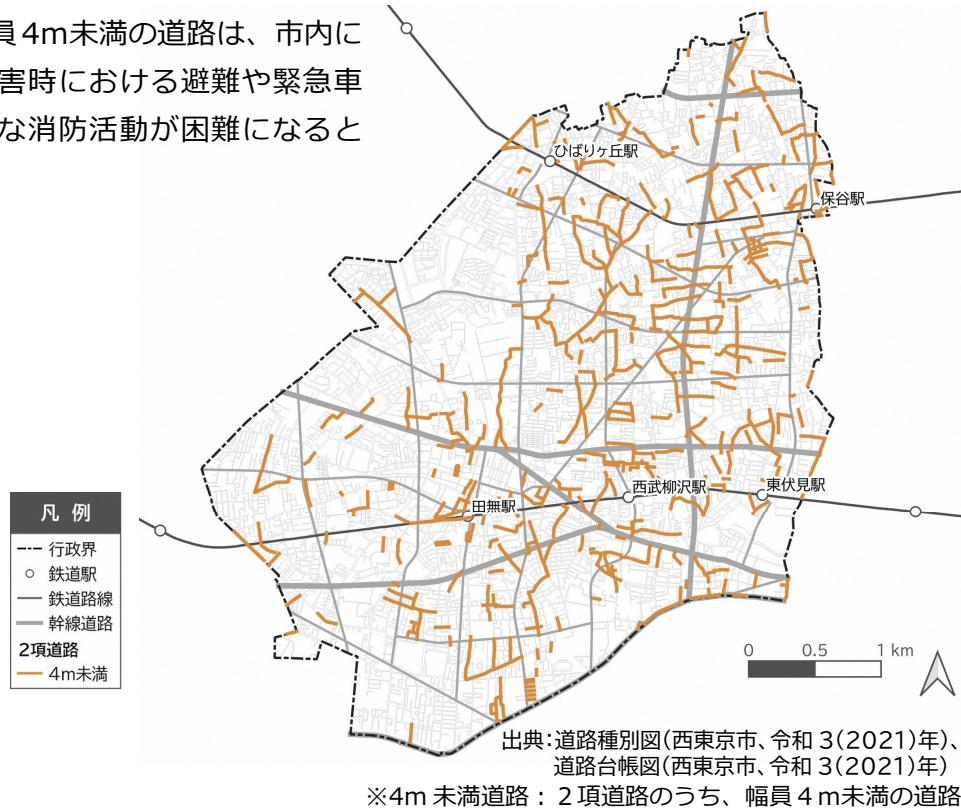 員4m未満の道路は、市内に
害時における避難や緊急車
な消防活動が困難になると
ひばりヶ丘駅
保谷駅
西武柳沢駅
東伏見駅
田無駅
凡 例
行政界
鉄道駅
鉄道路線
幹線道路
2項道路
4m未満
0 0.5 1 km
出典:道路種別図(西東京市、令和3(2021)年)、
道路台帳図(西東京市、令和3(2021)年)
※4m未満道路:2項道路のうち、幅員4m未満の道路